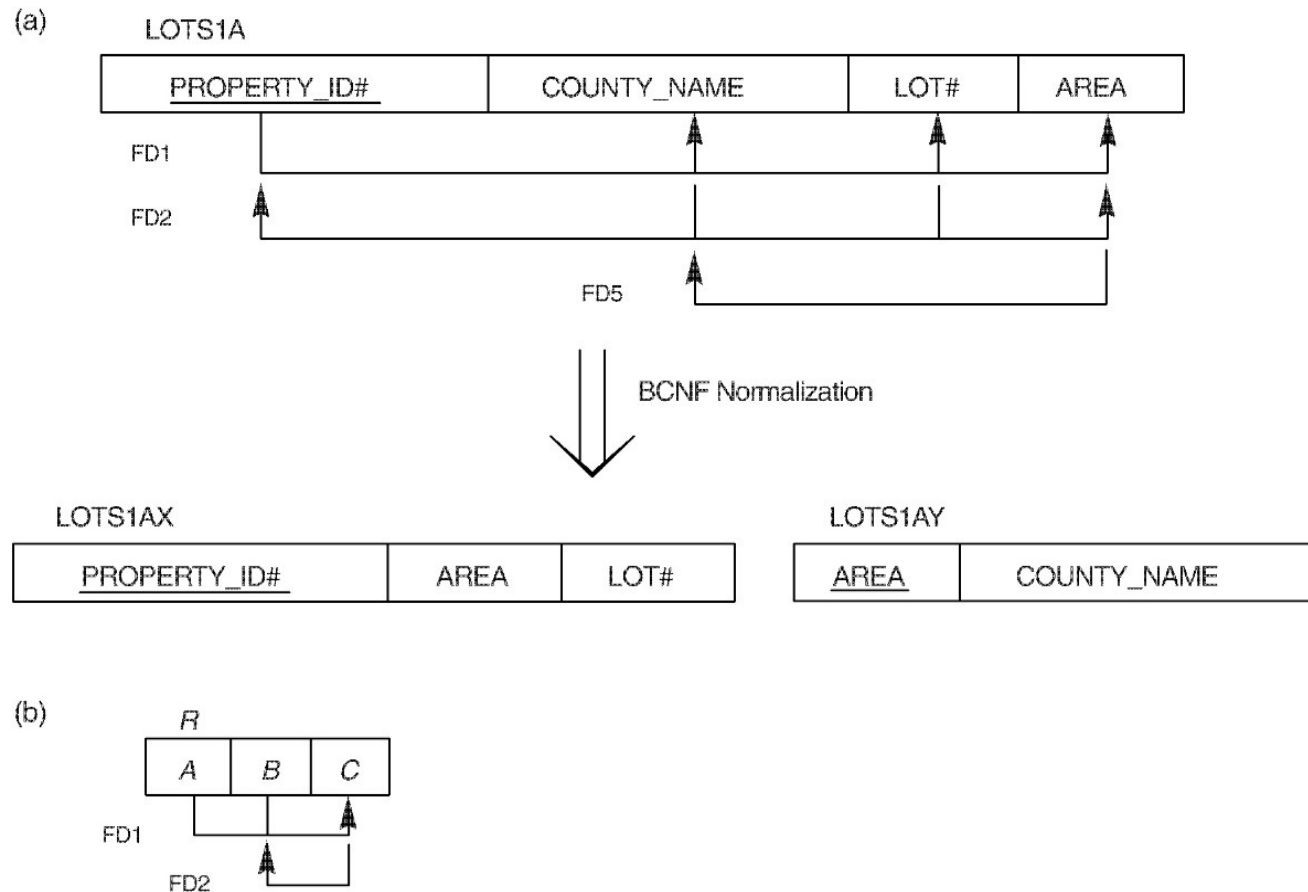 (a)
LOTS1A
PROPERTY_ID# COUNTY_NAME LOT# AREA
FD1
FD2
FD5
BCNF Normalization
LOTS1AX LOTS1AY
PROPERTY_ID# AREA LOT# AREA COUNTY_NAME
(b)
R
A B C
FD1
FD2